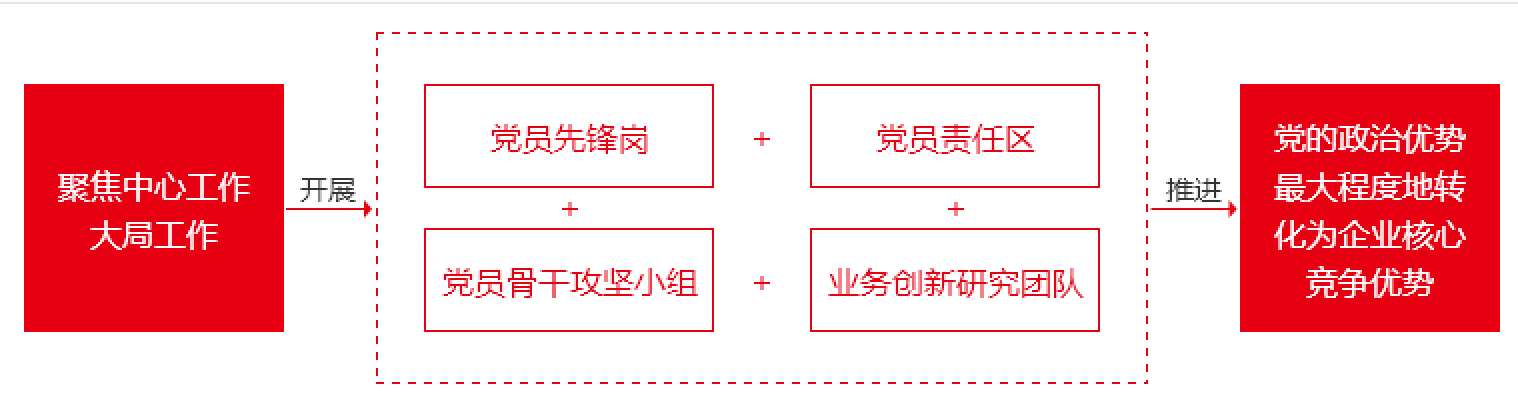 聚焦中心工作
大局工作
开展
党员先锋岗
+
党员责任区
+
+
党员骨干攻坚小组
+
业务创新研究团队
推进
党的政治优势
最大程度地转
化为企业核心
竞争优势